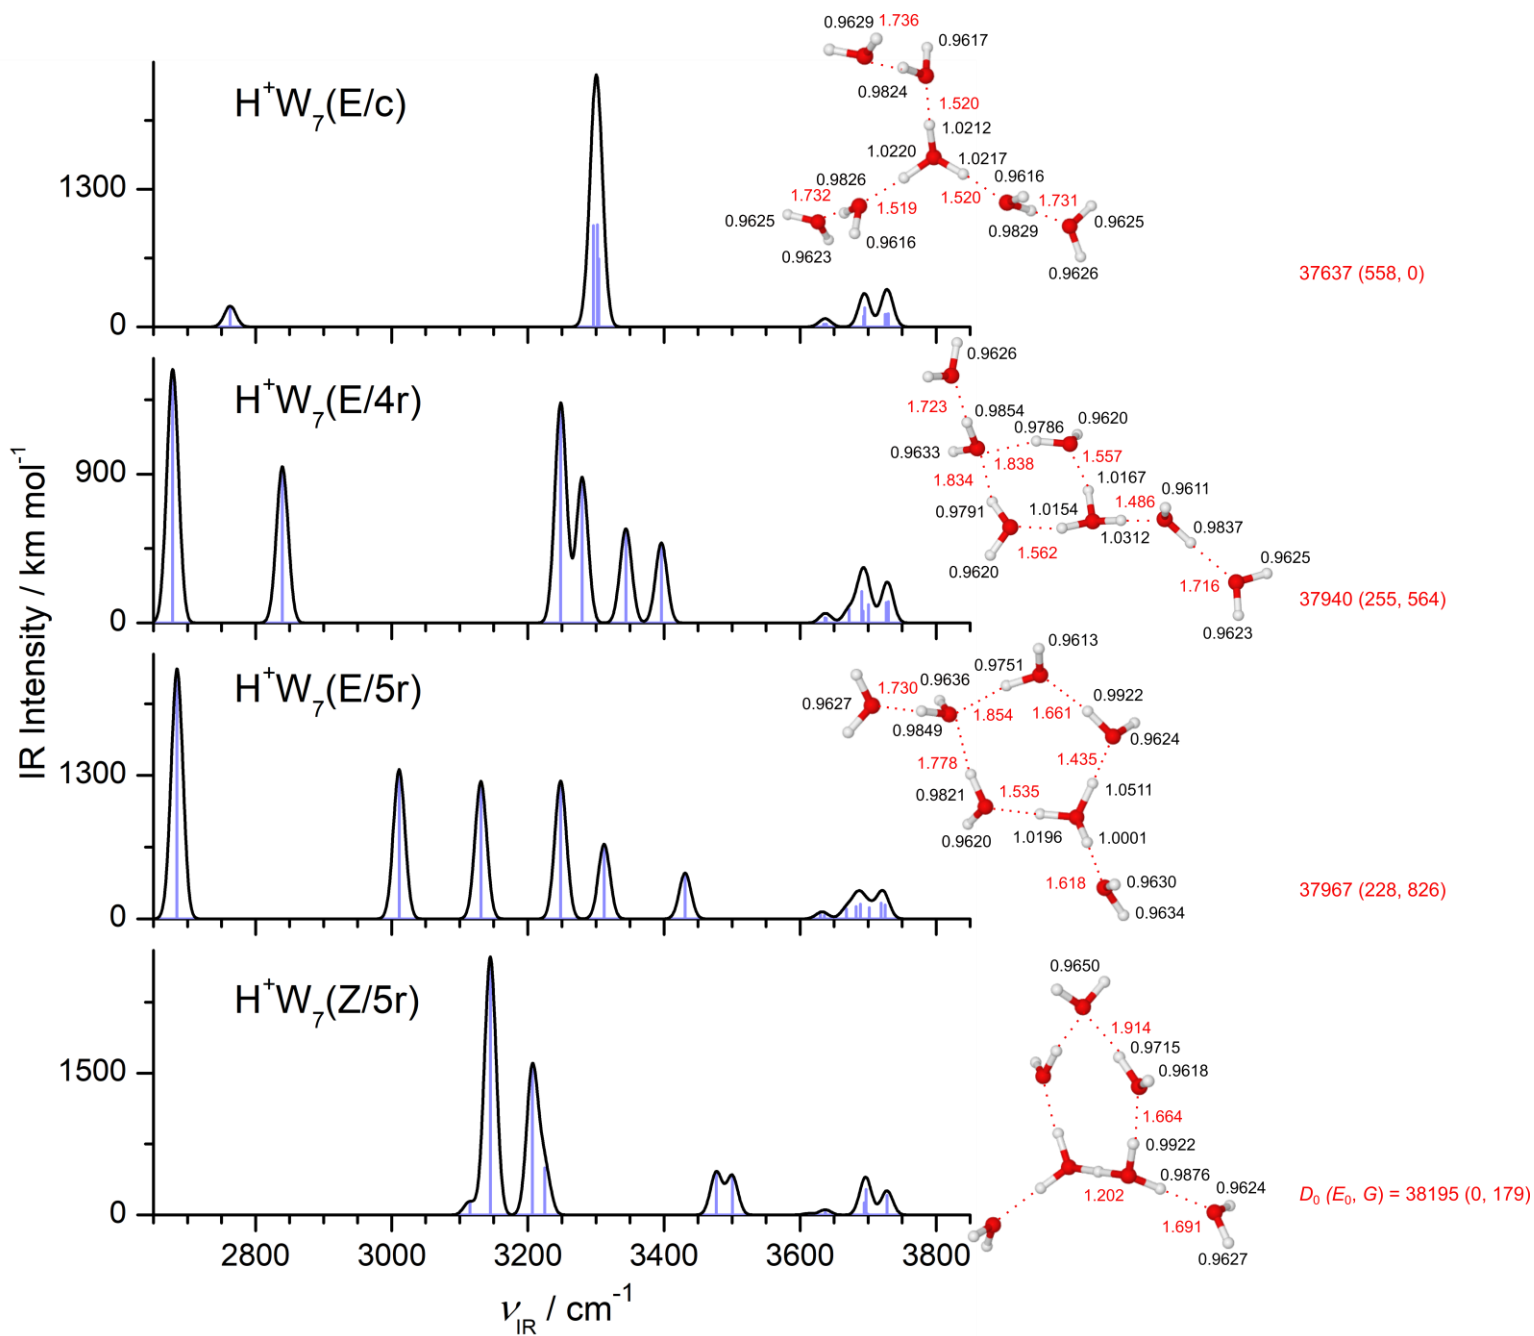 IR Intensity / km mol⁻¹
H⁺W₇(E/c)
1300
0
0.9629 1.736 0.9617
0.9824
1.520
1.0212
1.0220 1.0217
0.9826 0.9616
1.732 1.519 1.520 1.731
0.9625 0.9625
0.9623 0.9616 0.9829
0.9626
37637 (558, 0)
H⁺W₇(E/4r)
900
0
0.9626
1.723 0.9854 0.9620
0.9786
0.9633 1.557
1.834 1.838
1.0167
0.9791 1.0154 1.486 0.9611
0.9837
1.562 1.0312
0.9620 0.9625
1.716
0.9623
37940 (255, 564)
H⁺W₇(E/5r)
1300
0
0.9613
0.9751
0.9636
1.730 0.9922
0.9627 1.854 1.661
0.9849 0.9624
1.778 1.435
0.9821 1.535 1.0511
0.9620 1.0196 1.0001
1.618 0.9630
0.9634
37967 (228, 826)
H⁺W₇(Z/5r)
1500
0
0.9650
1.914
0.9715
0.9618
1.664
0.9922
0.9876
1.202 0.9624
1.691
0.9627
D₀ (E₀, G) = 38195 (0, 179)
2800 3000 3200 3400 3600 3800
ν_IR / cm⁻¹